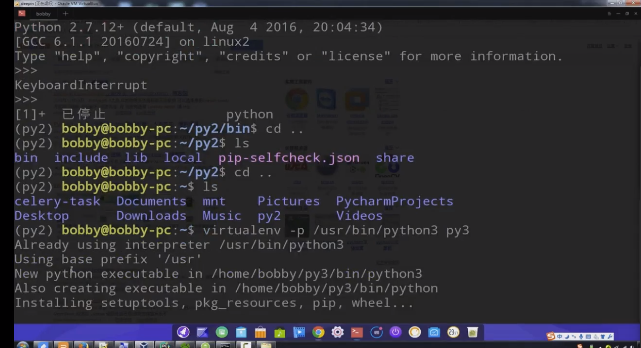 Python 2.7.12+ (default, Aug  4 2016, 20:04:34)
[GCC 6.1.1 20160724] on linux2
Type "help", "copyright", "credits" or "license" for more information.
>>>
KeyboardInterrupt
>>>
[1]+  已停止               python
(py2) bobby@bobby-pc:~/py2/bin$ cd ..
(py2) bobby@bobby-pc:~/py2$ ls
bin  include  lib  local  pip-selfcheck.json  share
(py2) bobby@bobby-pc:~/py2$ cd ..
(py2) bobby@bobby-pc:~$ ls
celery-task  Documents  mnt    Pictures  PycharmProjects
Desktop      Downloads  Music  py2       Videos
(py2) bobby@bobby-pc:~$ virtualenv -p /usr/bin/python3 py3
Already using interpreter /usr/bin/python3
Using base prefix '/usr'
New python executable in /home/bobby/py3/bin/python3
Also creating executable in /home/bobby/py3/bin/python
Installing setuptools, pkg_resources, pip, wheel...